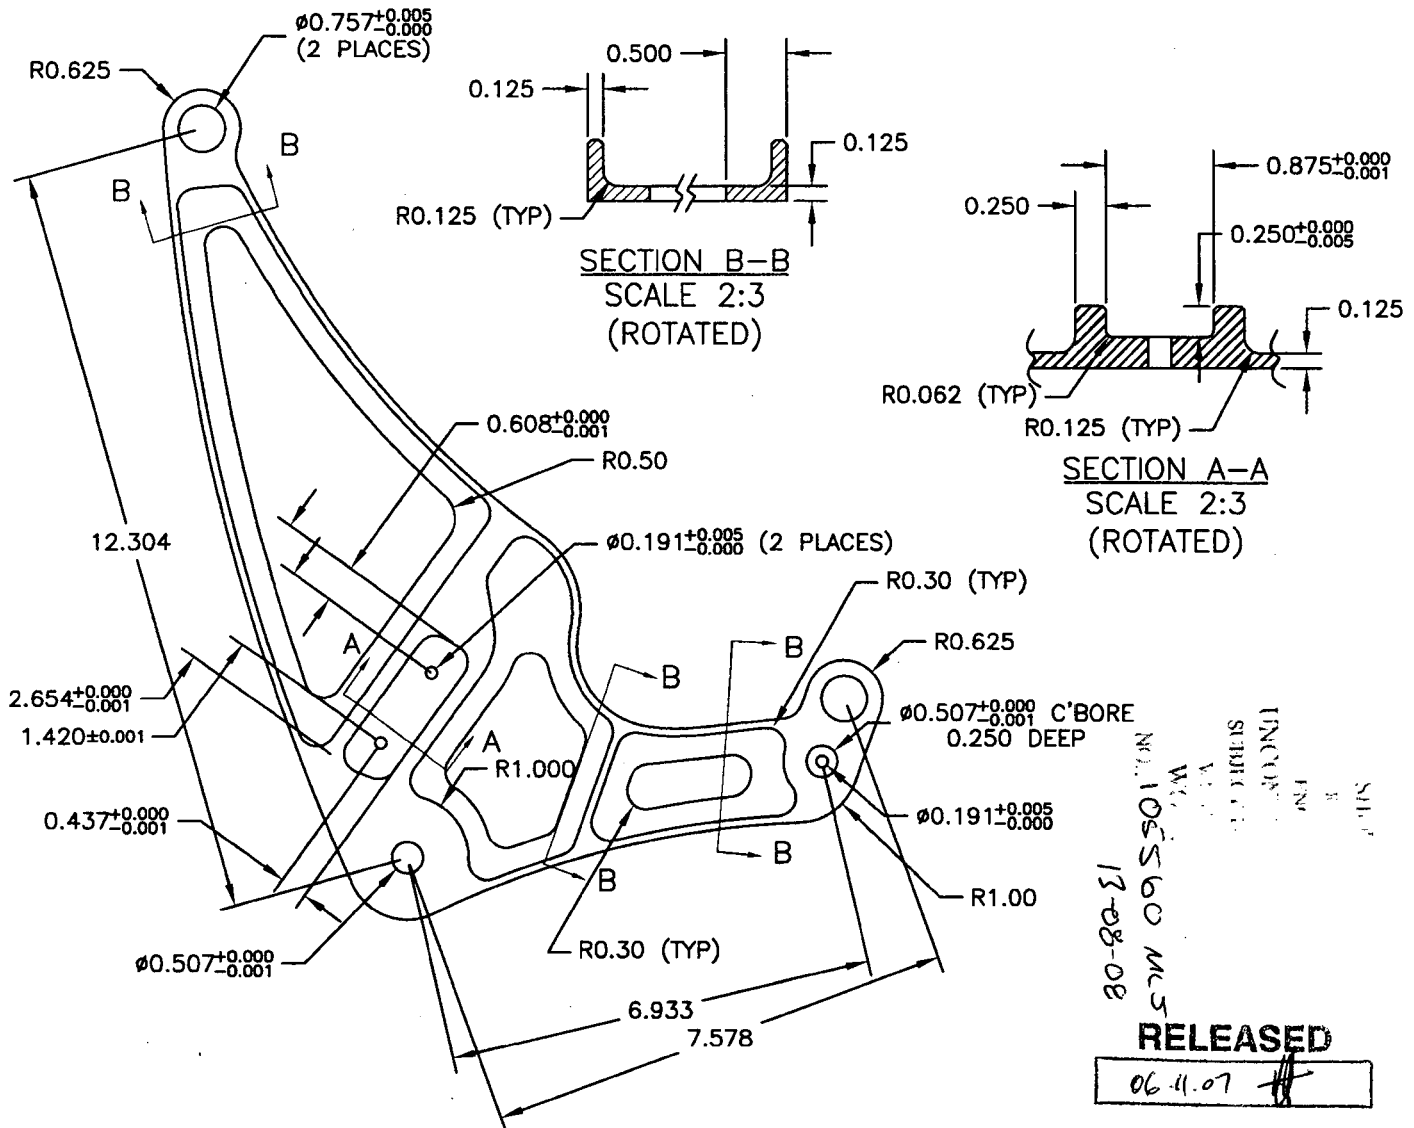 ø0.757+0.005 -0.000
(2 PLACES)
R0.625
B
B
0.500
0.125
0.125
R0.125 (TYP)
SECTION B-B
SCALE 2:3
(ROTATED)
0.875+0.000 -0.001
0.250
0.250+0.000 -0.005
0.125
R0.062 (TYP)
R0.125 (TYP)
SECTION A-A
SCALE 2:3
(ROTATED)
0.608+0.000 -0.001
R0.50
12.304
ø0.191+0.005 -0.000 (2 PLACES)
R0.30 (TYP)
R0.625
A
B
B
2.654+0.000 -0.001
1.420±0.001
A
R1.000
ø0.507+0.000 -0.001 C'BORE
0.250 DEEP
0.437+0.000 -0.001
ø0.191+0.005 -0.000
B
B
R1.00
R0.30 (TYP)
ø0.507+0.000 -0.001
6.933
7.578
13-08-08
RELEASED
06.11.07